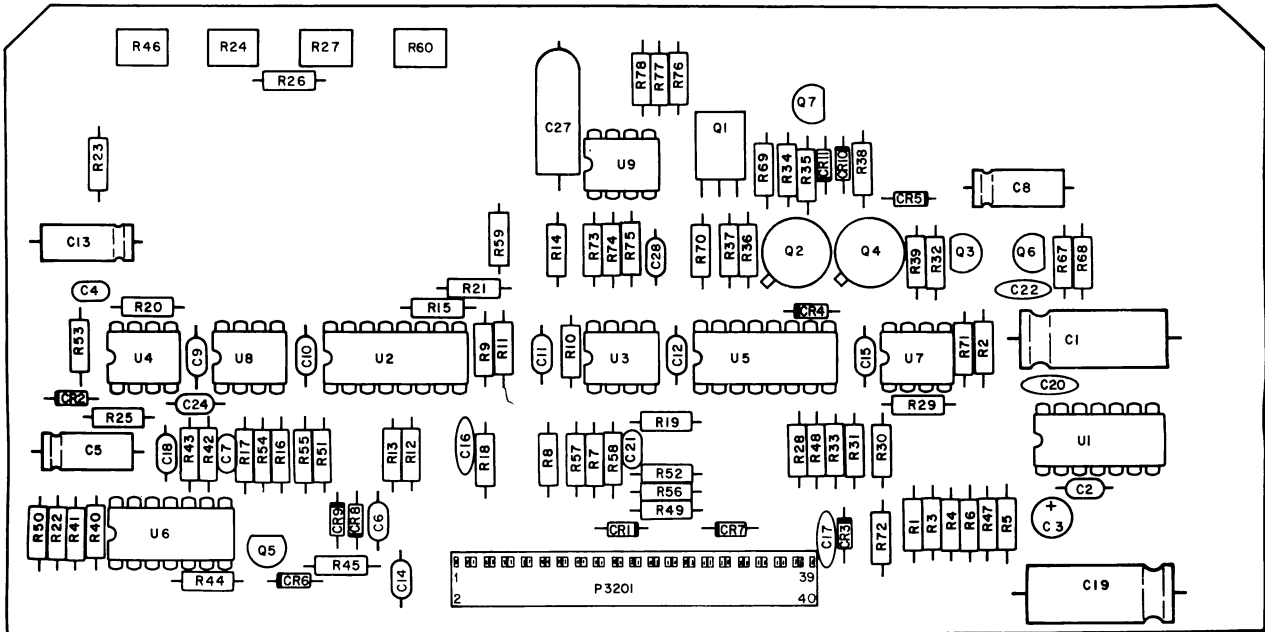 R46 R24 R27 R60
R26
R78 R77 R76
Q7
C27
Q1
R23
U9
R69 R34 R35 CR11 CR10 R38
CR5
C8
C13
R59
R14 R73 R74 R75 C28
R70 R37 R36 Q2 Q4 R39 R32 Q3 Q6 R67 R68
C4
R21
C22
R20
R15
CR4
R53
U4 C9 U8 C10 U2 R9 R11 C11 R10 U3 C12 U5 C15 U7 R71 R2 C1
C20
CR2
C24
R29
R25
R19
C5 C18 R43 R42 C7 R17 R54 R16 R55 R51 R13 R12 C16 R18 R8 R57 R7 R58 C21 R28 R48 R33 R31 R30 U1
R52
R56
C2
R49
R50 R22 R41 R40 U6 CR9 CR8 C6
CR1 CR7 C17 CR3 R72 R1 R3 R4 R6 R47 R5 + C3
Q5
R45
R44 CR6 C14
1 39
P3201
2 40
C19